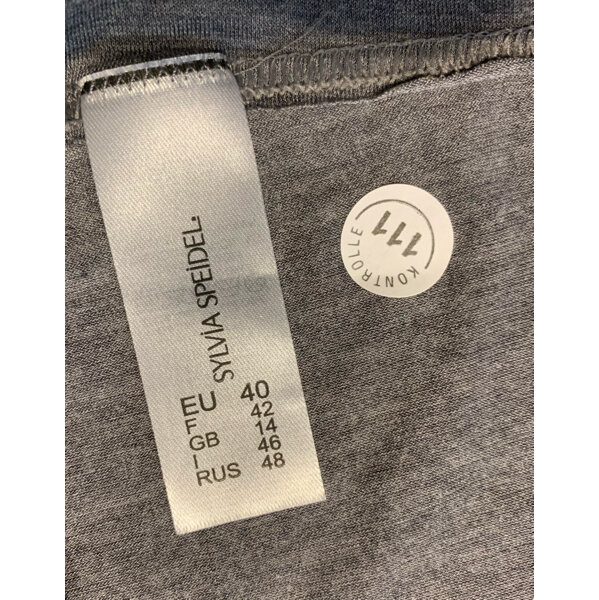 SYLVIA SPEIDEL.
EU 40
F 42
GB 14
I 46
RUS 48
111
KONTROLLE